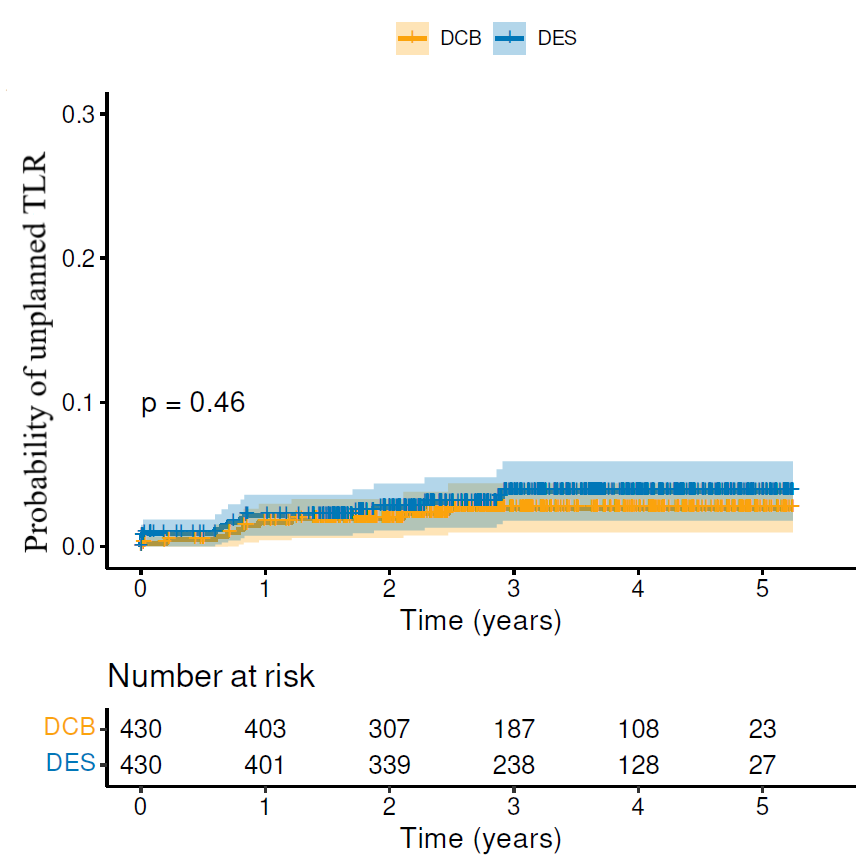 DCB DES
Probability of unplanned TLR
0.3
0.2
0.1
0.0
p = 0.46
0 1 2 3 4 5
Time (years)
Number at risk
DCB 430 403 307 187 108 23
DES 430 401 339 238 128 27
0 1 2 3 4 5
Time (years)